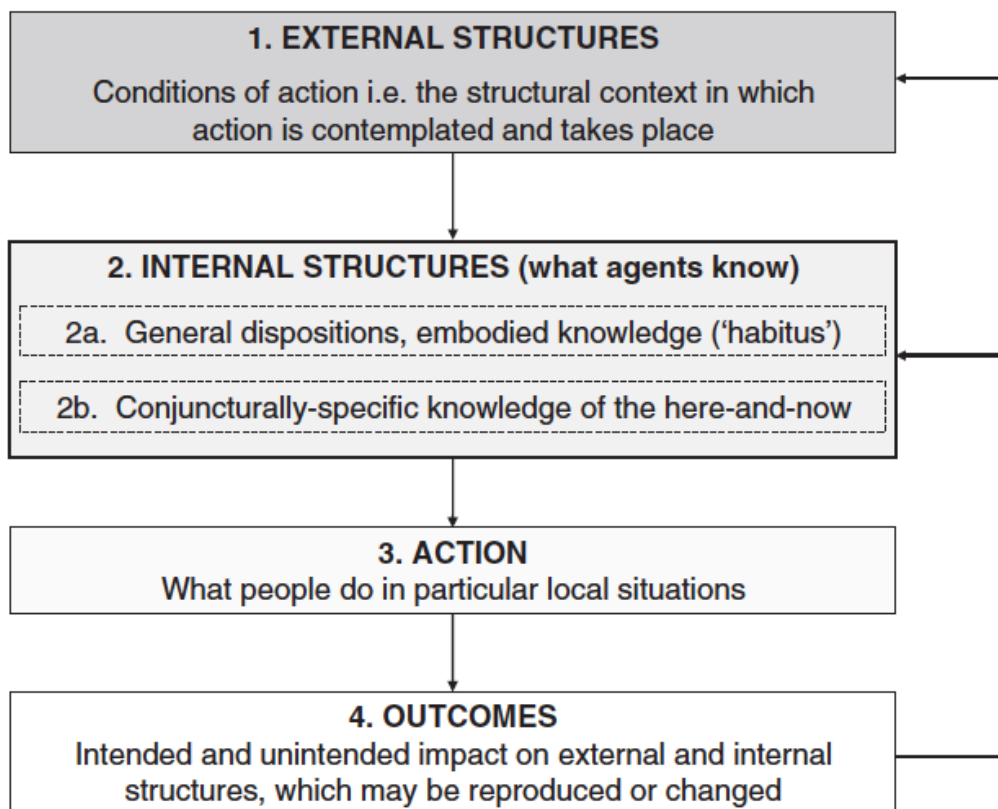 1. EXTERNAL STRUCTURES
Conditions of action i.e. the structural context in which
action is contemplated and takes place
2. INTERNAL STRUCTURES (what agents know)
2a. General dispositions, embodied knowledge (‘habitus’)
2b. Conjuncturally-specific knowledge of the here-and-now
3. ACTION
What people do in particular local situations
4. OUTCOMES
Intended and unintended impact on external and internal
structures, which may be reproduced or changed